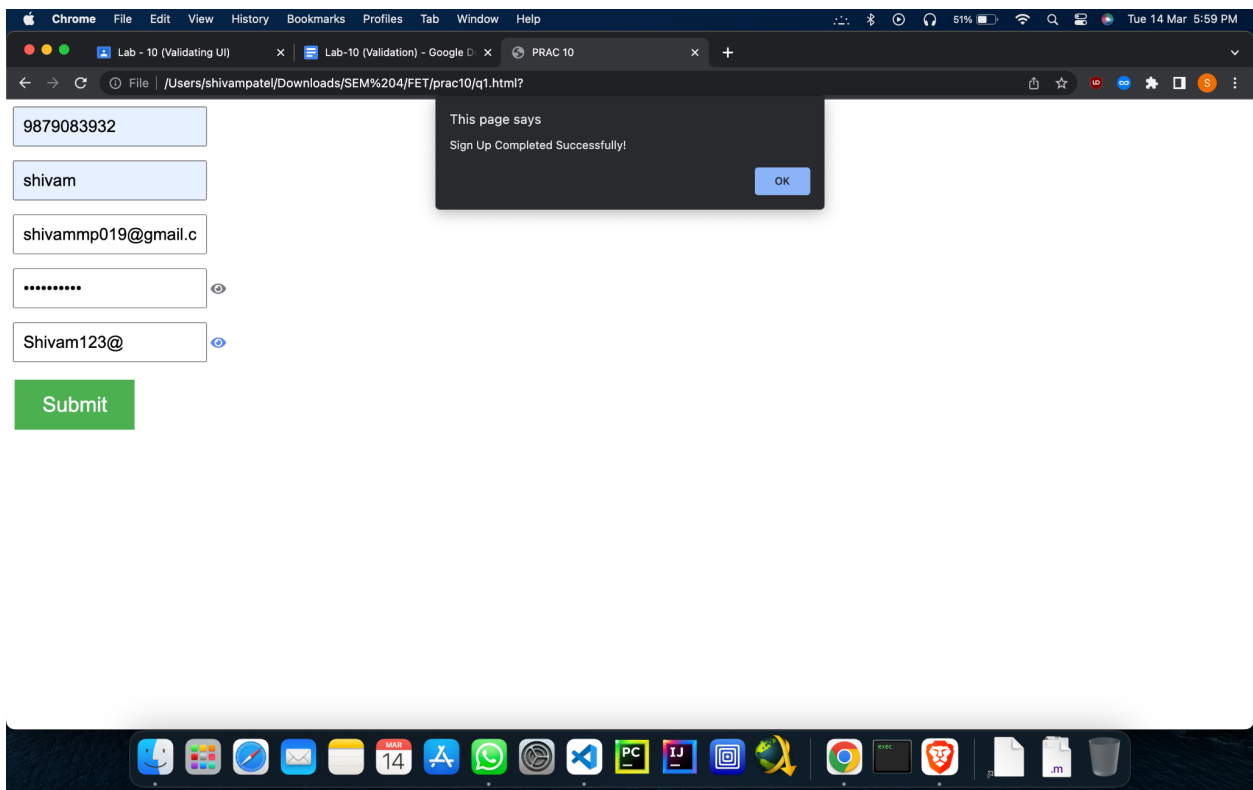 Chrome File Edit View History Bookmarks Profiles Tab Window Help 51% Tue 14 Mar 5:59 PM
Lab - 10 (Validating UI) Lab-10 (Validation) - Google D PRAC 10
File /Users/shivampatel/Downloads/SEM%204/FET/prac10/q1.html?
This page says
Sign Up Completed Successfully!
OK
9879083932
shivam
shivammp019@gmail.c
••••••••••
Shivam123@
Submit
MAR
14
PC
IJ
exec
.m